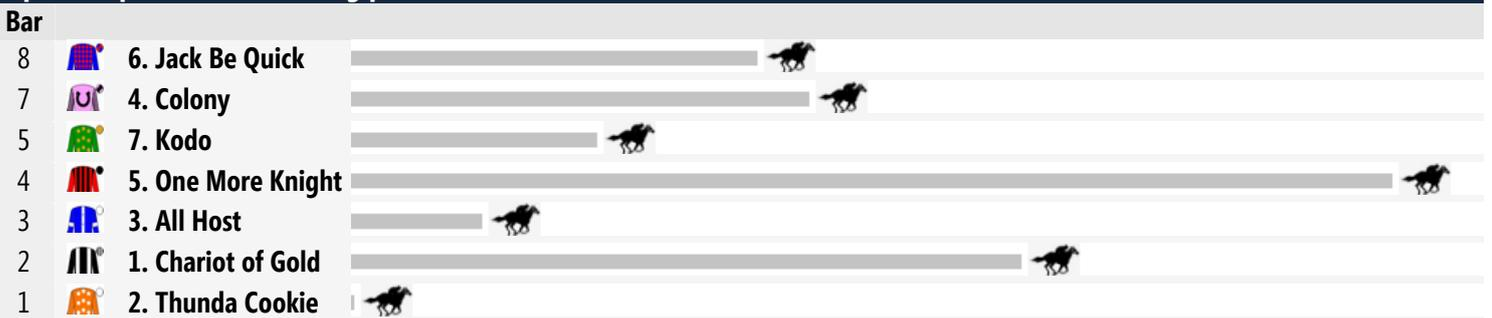 Bar
8 6. Jack Be Quick
7 4. Colony
5 7. Kodo
4 5. One More Knight
3 3. All Host
2 1. Chariot of Gold
1 2. Thunda Cookie